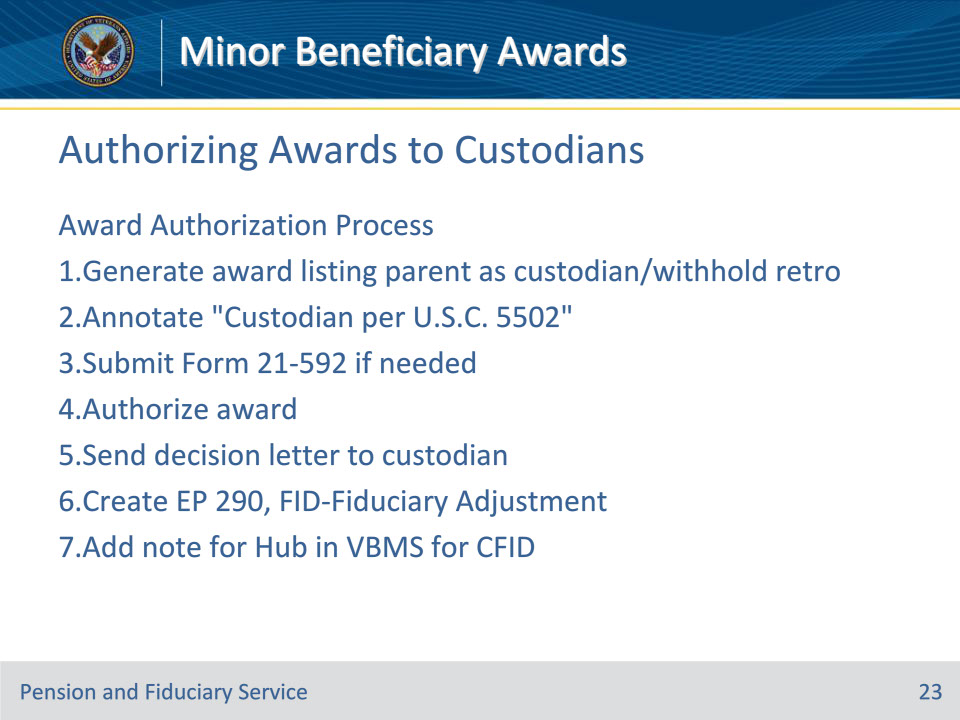 Minor Beneficiary Awards
Authorizing Awards to Custodians
Award Authorization Process
1.Generate award listing parent as custodian/withhold retro
2.Annotate "Custodian per U.S.C. 5502"
3.Submit Form 21-592 if needed
4.Authorize award
5.Send decision letter to custodian
6.Create EP 290, FID-Fiduciary Adjustment
7.Add note for Hub in VBMS for CFID
Pension and Fiduciary Service
23